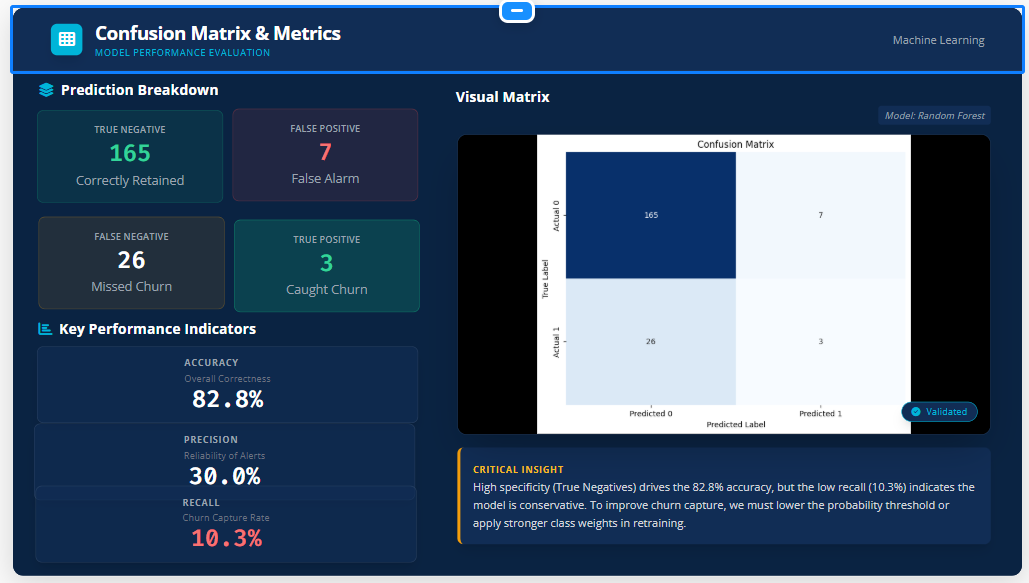 Confusion Matrix & Metrics
MODEL PERFORMANCE EVALUATION
Machine Learning
Prediction Breakdown
TRUE NEGATIVE
165
Correctly Retained
FALSE POSITIVE
7
False Alarm
FALSE NEGATIVE
26
Missed Churn
TRUE POSITIVE
3
Caught Churn
Key Performance Indicators
ACCURACY
Overall Correctness
82.8%
PRECISION
Reliability of Alerts
30.0%
RECALL
Churn Capture Rate
10.3%
Visual Matrix
Model: Random Forest
Confusion Matrix
Actual 0
165
7
True Label
Actual 1
26
3
Predicted 0
Predicted 1
Predicted Label
Validated
CRITICAL INSIGHT
High specificity (True Negatives) drives the 82.8% accuracy, but the low recall (10.3%) indicates the
model is conservative. To improve churn capture, we must lower the probability threshold or
apply stronger class weights in retraining.